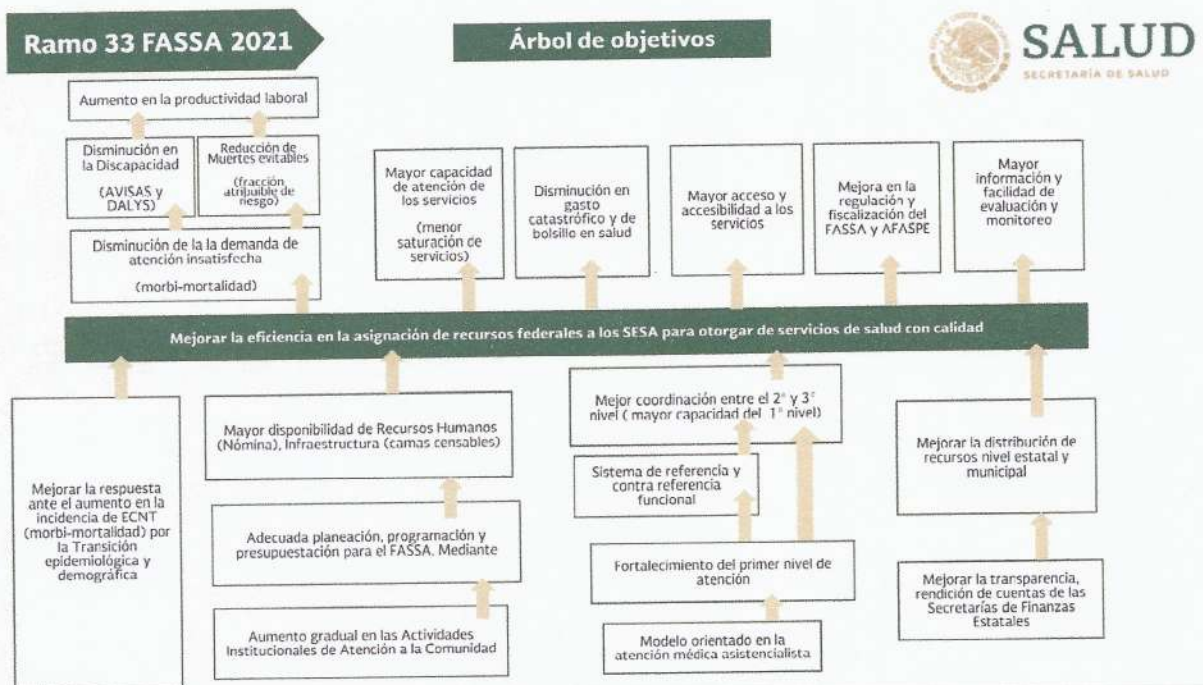 Ramo 33 FASSA 2021
Árbol de objetivos
SALUD
SECRETARÍA DE SALUD
Aumento en la productividad laboral
Disminución en
la Discapacidad
(AVISAS y
DALYS)
Reducción de
Muertes evitables
(fracción
atribuible de
riesgo)
Disminución de la la demanda de
atención insatisfecha
(morbi-mortalidad)
Mayor capacidad
de atención de
los servicios
(menor
saturación de
servicios)
Disminución en
gasto
catastrófico y de
bolsillo en salud
Mayor acceso y
accesibilidad a los
servicios
Mejora en la
regulación y
fiscalización del
FASSA y AFASPE
Mayor
información y
facilidad de
evaluación y
monitoreo
Mejorar la eficiencia en la asignación de recursos federales a los SESA para otorgar de servicios de salud con calidad
Mejorar la respuesta
ante el aumento en la
incidencia de ECNT
(morbi-mortalidad) por
la Transición
epidemiológica y
demográfica
Mayor disponibilidad de Recursos Humanos
(Nómina), Infraestructura (camas censables)
Adecuada planeación, programación y
presupuestación para el FASSA. Mediante
Aumento gradual en las Actividades
Institucionales de Atención a la Comunidad
Mejor coordinación entre el 2° y 3°
nivel ( mayor capacidad del 1° nivel)
Sistema de referencia y
contra referencia
funcional
Fortalecimiento del primer nivel de
atención
Modelo orientado en la
atención médica asistencialista
Mejorar la distribución de
recursos nivel estatal y
municipal
Mejorar la transparencia,
rendición de cuentas de las
Secretarías de Finanzas
Estatales